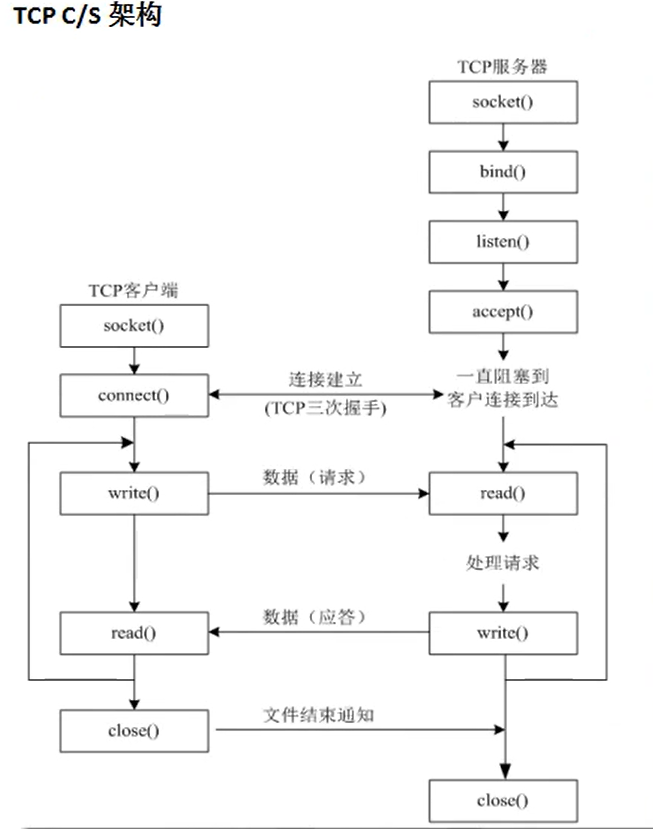 TCP C/S 架构
TCP服务器
socket()
bind()
listen()
accept()
一直阻塞到
客户连接到达
TCP客户端
socket()
connect()
连接建立
(TCP三次握手)
write()
数据（请求）
read()
处理请求
read()
数据（应答）
write()
close()
文件结束通知
close()